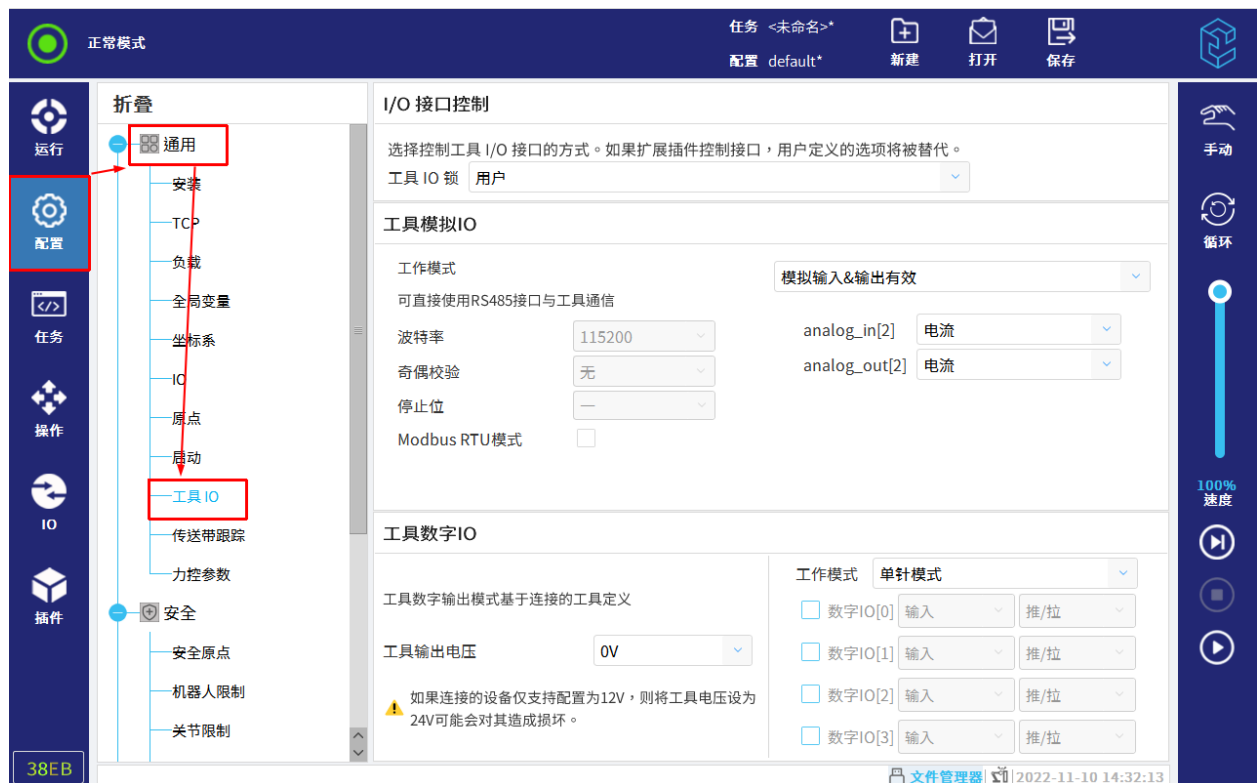 正常模式
任务 <未命名>*
配置 default*
新建
打开
保存
运行
配置
任务
操作
IO
插件
38EB
折叠
通用
安装
TCP
负载
全局变量
坐标系
IO
原点
启动
工具 IO
传送带跟踪
力控参数
安全
安全原点
机器人限制
关节限制
I/O 接口控制
选择控制工具 I/O 接口的方式。如果扩展插件控制接口，用户定义的选项将被替代。
工具 IO 锁 用户
工具模拟IO
工作模式
模拟输入&输出有效
可直接使用RS485接口与工具通信
波特率 115200
analog_in[2] 电流
奇偶校验 无
analog_out[2] 电流
停止位 一
Modbus RTU模式
工具数字IO
工具数字输出模式基于连接的工具定义
工具输出电压 0V
如果连接的设备仅支持配置为12V，则将工具电压设为
24V可能会对其造成损坏。
工作模式 单针模式
数字IO[0] 输入 推/拉
数字IO[1] 输入 推/拉
数字IO[2] 输入 推/拉
数字IO[3] 输入 推/拉
手动
循环
100%
速度
文件管理器 2022-11-10 14:32:13